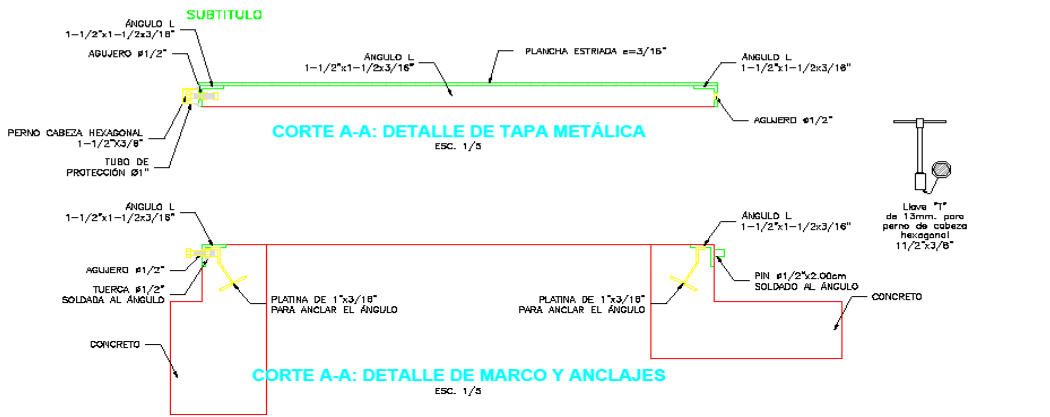 SUBTITULO
ÁNGULO L
1-1/2"x1-1/2x3/16"
AGUJERO ø1/2"
ÁNGULO L
1-1/2"x1-1/2x3/16"
PLANCHA ESTRIADA e=3/16"
ÁNGULO L
1-1/2"x1-1/2x3/16"
PERNO CABEZA HEXAGONAL
1-1/2"X3/8"
TUBO DE
PROTECCIÓN ø1"
AGUJERO ø1/2"
CORTE A-A: DETALLE DE TAPA METÁLICA
ESC. 1/5
Llave "T"
de 13mm. para
perno de cabeza
hexagonal
11/2"x3/8"
ÁNGULO L
1-1/2"x1-1/2x3/16"
ÁNGULO L
1-1/2"x1-1/2x3/16"
AGUJERO ø1/2"
TUERCA ø1/2"
SOLDADA AL ÁNGULO
PLATINA DE 1"x3/16"
PARA ANCLAR EL ÁNGULO
PLATINA DE 1"x3/16"
PARA ANCLAR EL ÁNGULO
PIN ø1/2"x2.00cm
SOLDADO AL ÁNGULO
CONCRETO
CONCRETO
CORTE A-A: DETALLE DE MARCO Y ANCLAJES
ESC. 1/5